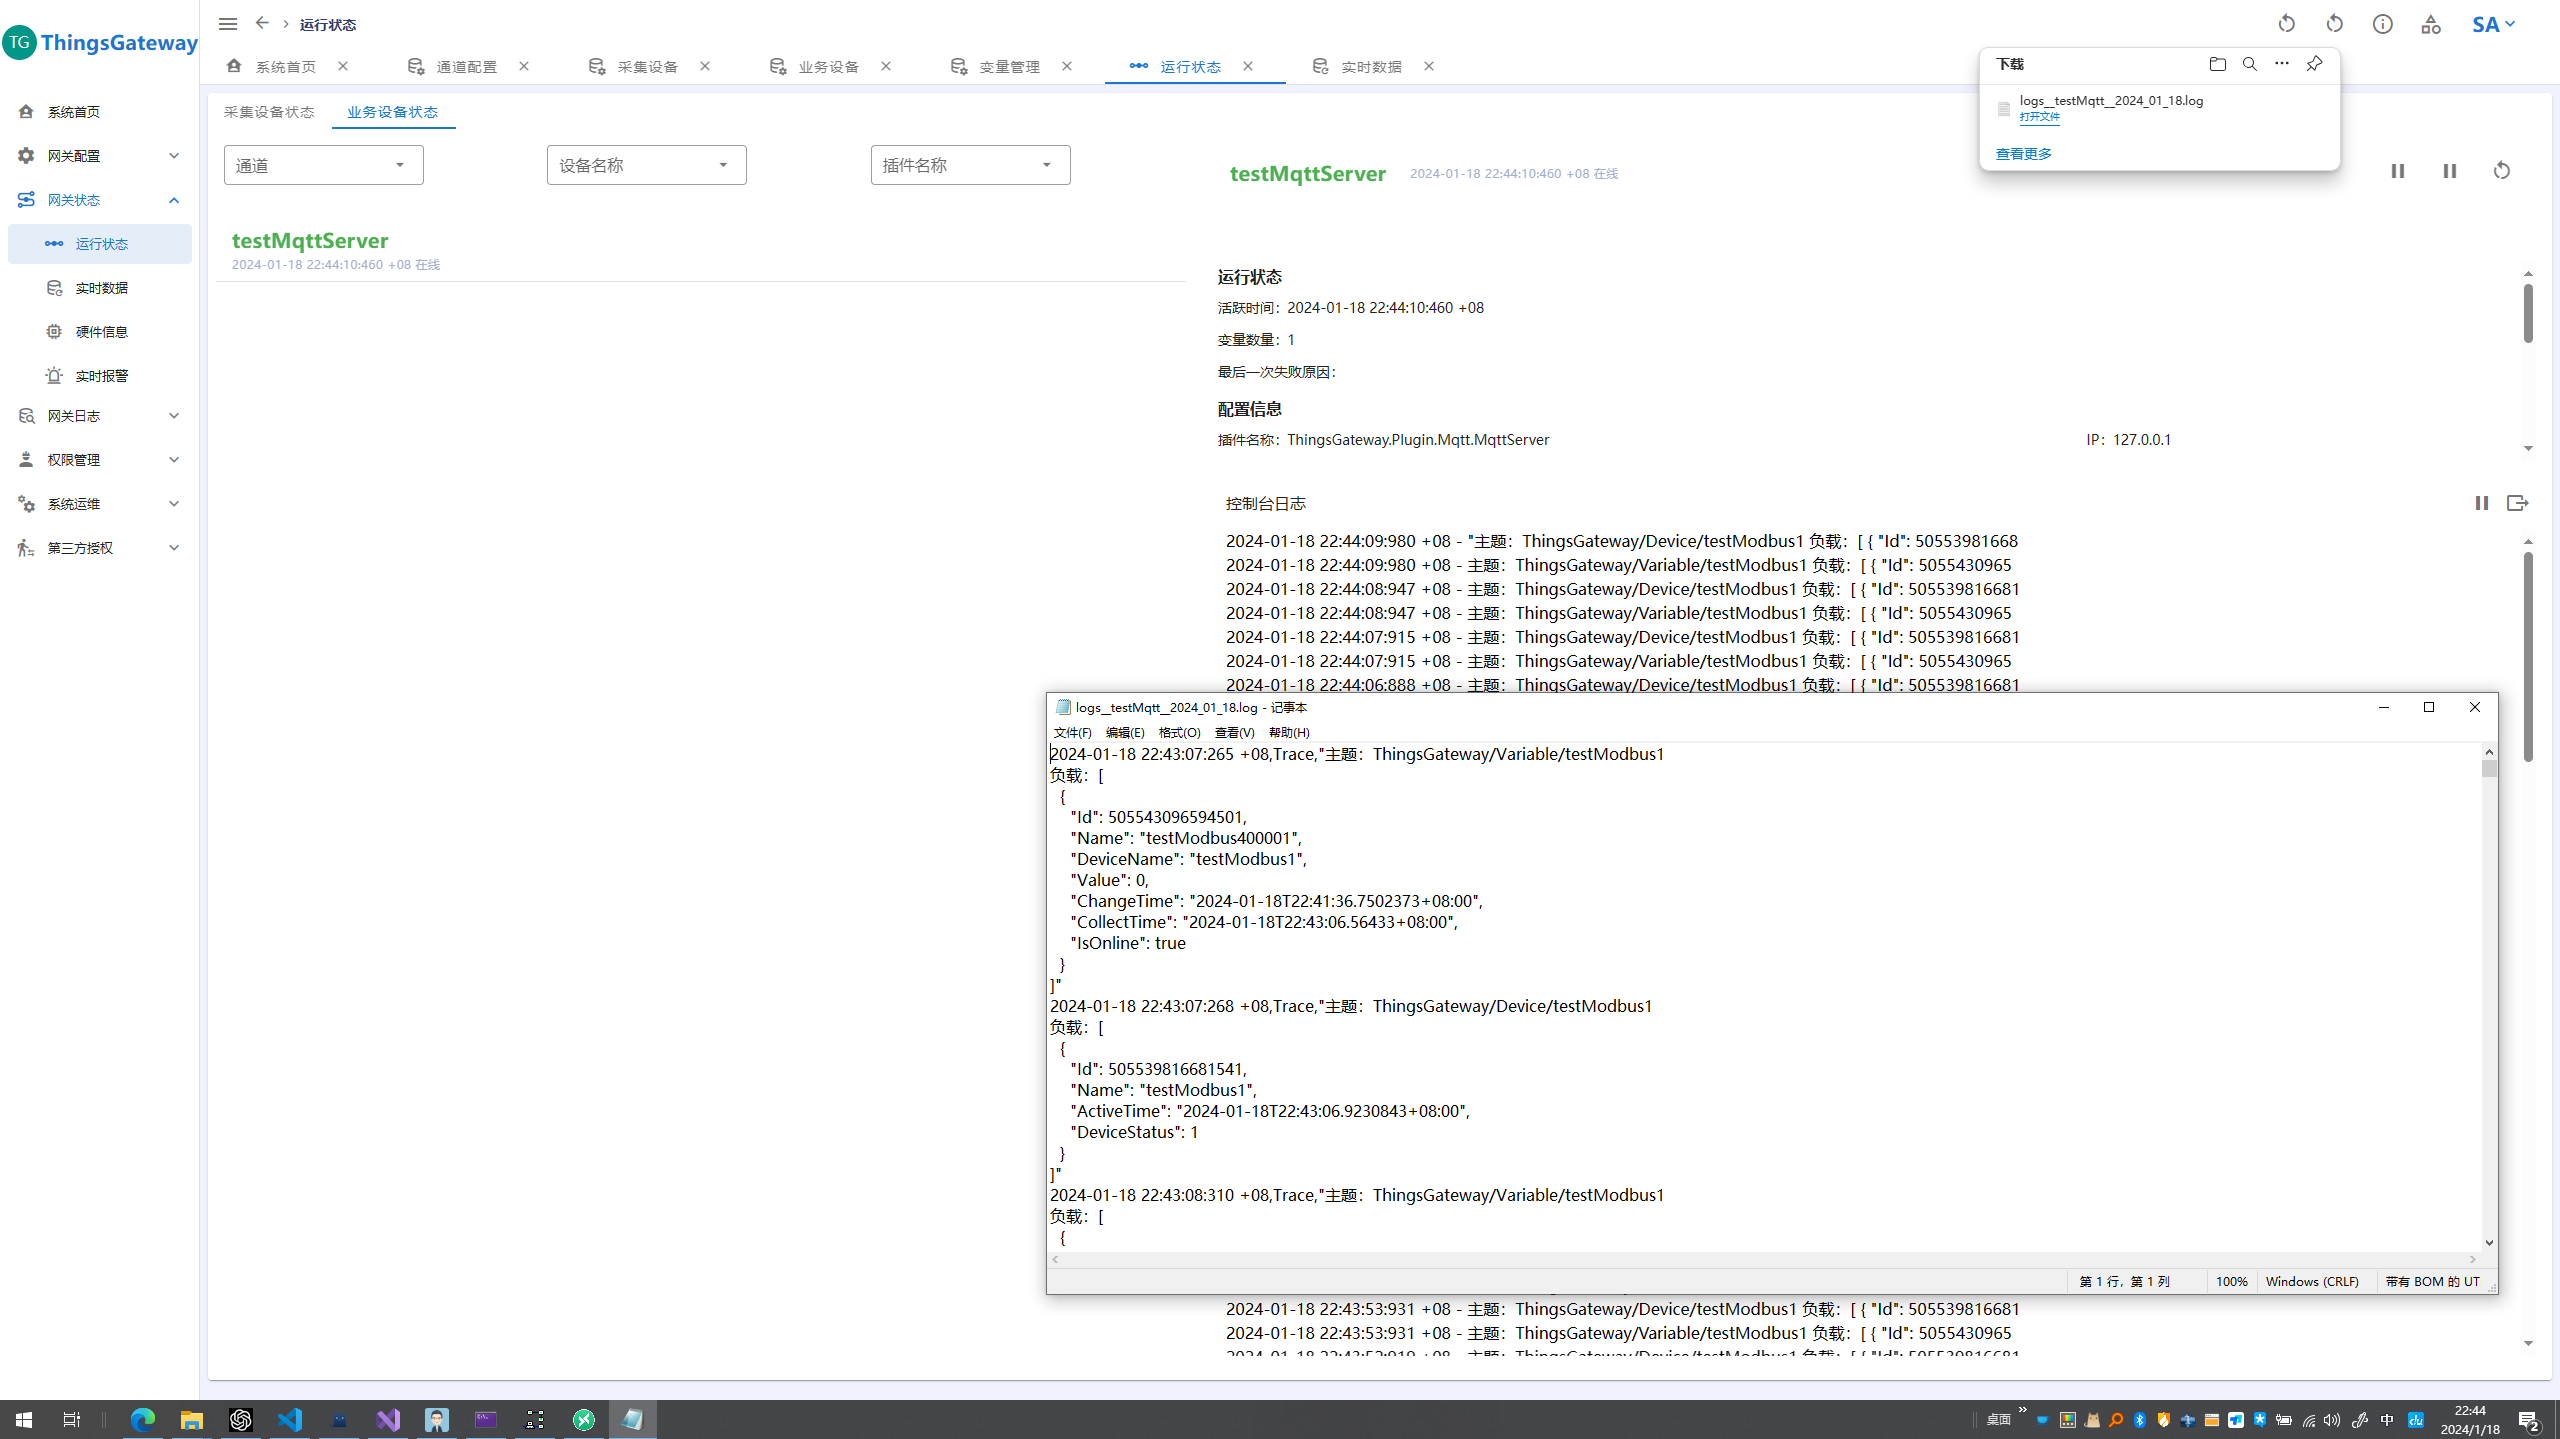 TG ThingsGateway
运行状态
SA
系统首页 通道配置 采集设备 业务设备 变量管理 运行状态 实时数据
下载
logs__testMqtt__2024_01_18.log
打开文件
查看更多
系统首页
网关配置
网关状态
运行状态
实时数据
硬件信息
实时报警
网关日志
权限管理
系统运维
第三方授权
采集设备状态 业务设备状态
通道 设备名称 插件名称
testMqttServer
2024-01-18 22:44:10:460 +08 在线
testMqttServer 2024-01-18 22:44:10:460 +08 在线
运行状态
活跃时间：2024-01-18 22:44:10:460 +08
变量数量：1
最后一次失败原因：
配置信息
插件名称：ThingsGateway.Plugin.Mqtt.MqttServer IP：127.0.0.1
控制台日志
2024-01-18 22:44:09:980 +08 - "主题：ThingsGateway/Device/testModbus1 负载：[ { "Id": 50553981668
2024-01-18 22:44:09:980 +08 - 主题：ThingsGateway/Variable/testModbus1 负载：[ { "Id": 5055430965
2024-01-18 22:44:08:947 +08 - 主题：ThingsGateway/Device/testModbus1 负载：[ { "Id": 505539816681
2024-01-18 22:44:08:947 +08 - 主题：ThingsGateway/Variable/testModbus1 负载：[ { "Id": 5055430965
2024-01-18 22:44:07:915 +08 - 主题：ThingsGateway/Device/testModbus1 负载：[ { "Id": 505539816681
2024-01-18 22:44:07:915 +08 - 主题：ThingsGateway/Variable/testModbus1 负载：[ { "Id": 5055430965
2024-01-18 22:44:06:888 +08 - 主题：ThingsGateway/Device/testModbus1 负载：[ { "Id": 505539816681
logs__testMqtt__2024_01_18.log - 记事本
文件(F) 编辑(E) 格式(O) 查看(V) 帮助(H)
2024-01-18 22:43:07:265 +08,Trace,"主题：ThingsGateway/Variable/testModbus1
负载：[
{
"Id": 505543096594501,
"Name": "testModbus400001",
"DeviceName": "testModbus1",
"Value": 0,
"ChangeTime": "2024-01-18T22:41:36.7502373+08:00",
"CollectTime": "2024-01-18T22:43:06.56433+08:00",
"IsOnline": true
}
]"
2024-01-18 22:43:07:268 +08,Trace,"主题：ThingsGateway/Device/testModbus1
负载：[
{
"Id": 505539816681541,
"Name": "testModbus1",
"ActiveTime": "2024-01-18T22:43:06.9230843+08:00",
"DeviceStatus": 1
}
]"
2024-01-18 22:43:08:310 +08,Trace,"主题：ThingsGateway/Variable/testModbus1
负载：[
{
第 1 行，第 1 列 100% Windows (CRLF) 带有 BOM 的 UT
2024-01-18 22:43:53:931 +08 - 主题：ThingsGateway/Device/testModbus1 负载：[ { "Id": 505539816681
2024-01-18 22:43:53:931 +08 - 主题：ThingsGateway/Variable/testModbus1 负载：[ { "Id": 5055430965
桌面 中 22:44
2024/1/18 2